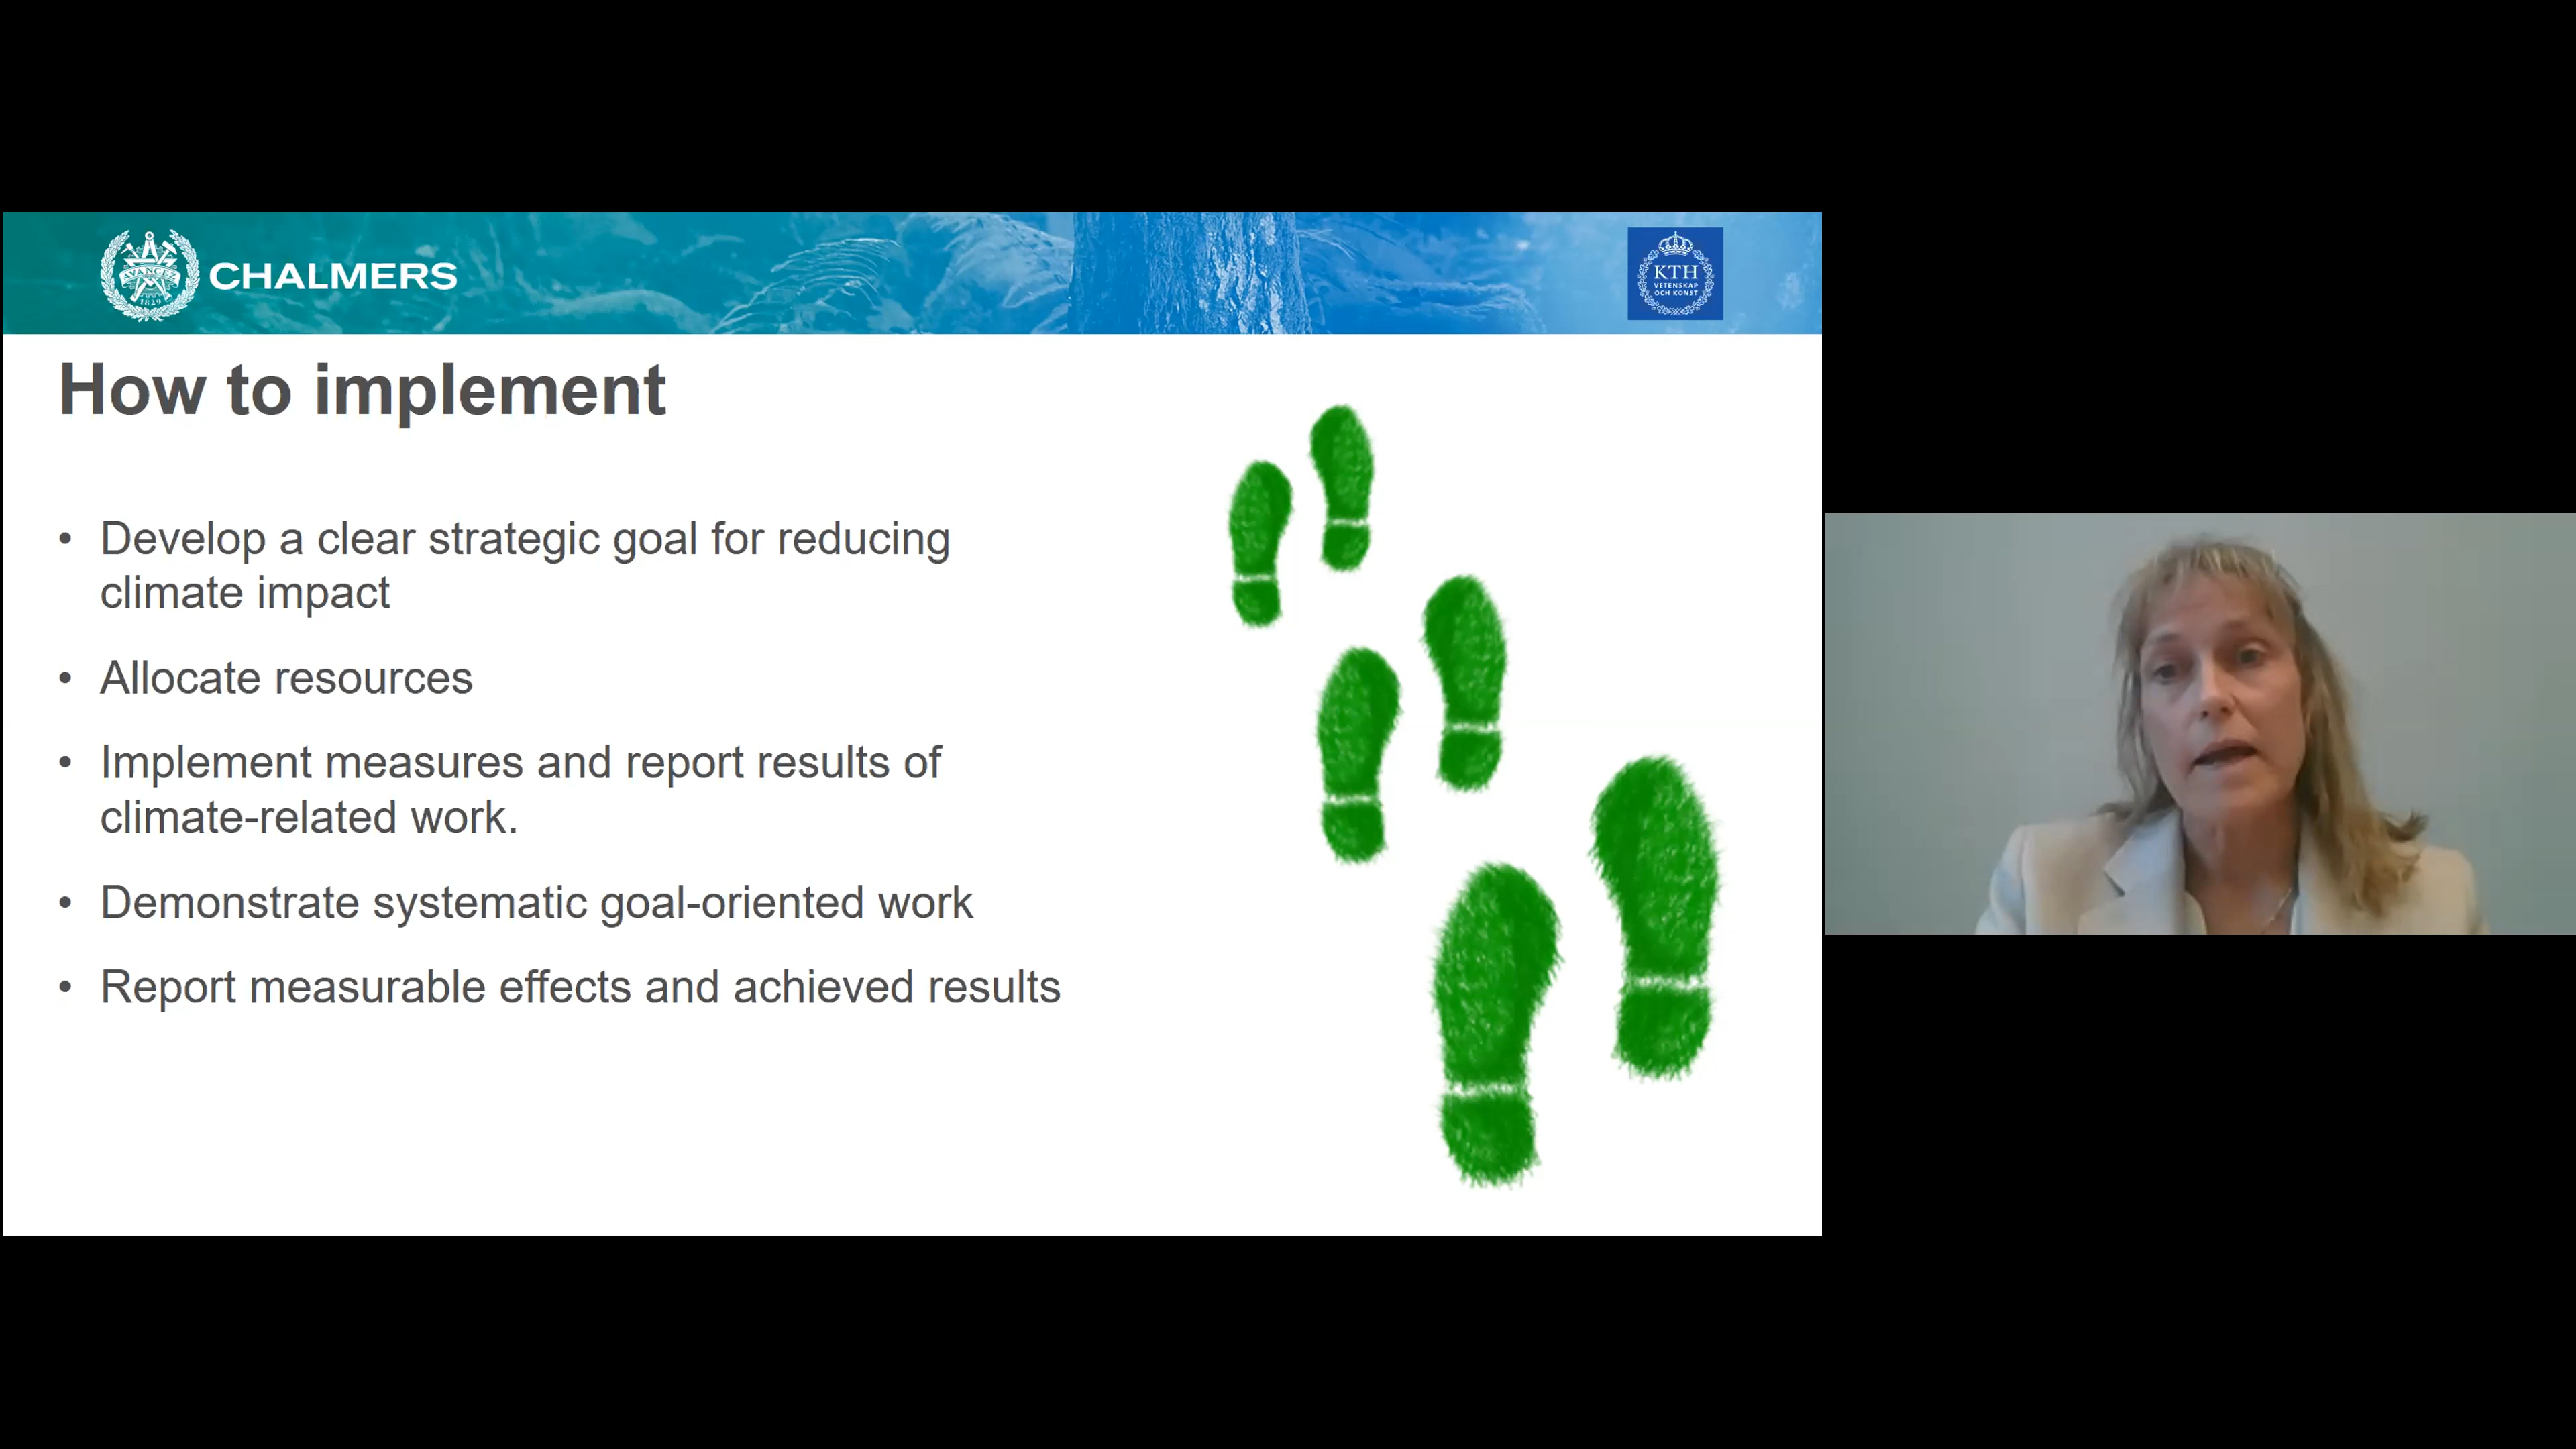 AVANCEZ
1829
CHALMERS
KTH
VETENSKAP
OCH KONST
How to implement
• Develop a clear strategic goal for reducing
climate impact
• Allocate resources
• Implement measures and report results of
climate-related work.
• Demonstrate systematic goal-oriented work
• Report measurable effects and achieved results